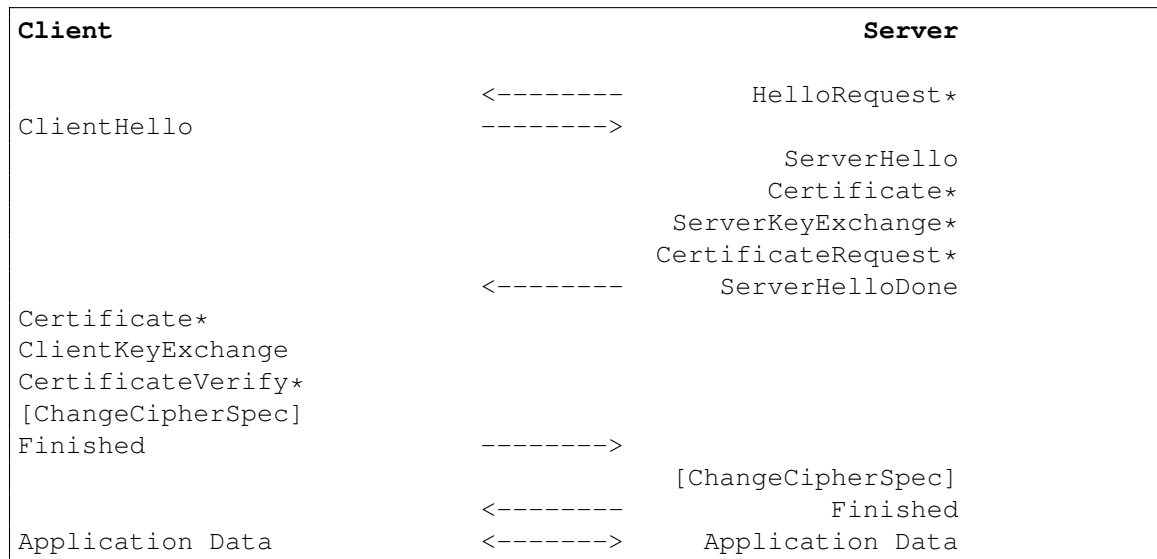 Client Server
<-------- HelloRequest*
ClientHello -------->
ServerHello
Certificate*
ServerKeyExchange*
CertificateRequest*
<-------- ServerHelloDone
Certificate*
ClientKeyExchange
CertificateVerify*
[ChangeCipherSpec]
Finished -------->
[ChangeCipherSpec]
<-------- Finished
Application Data <-------> Application Data